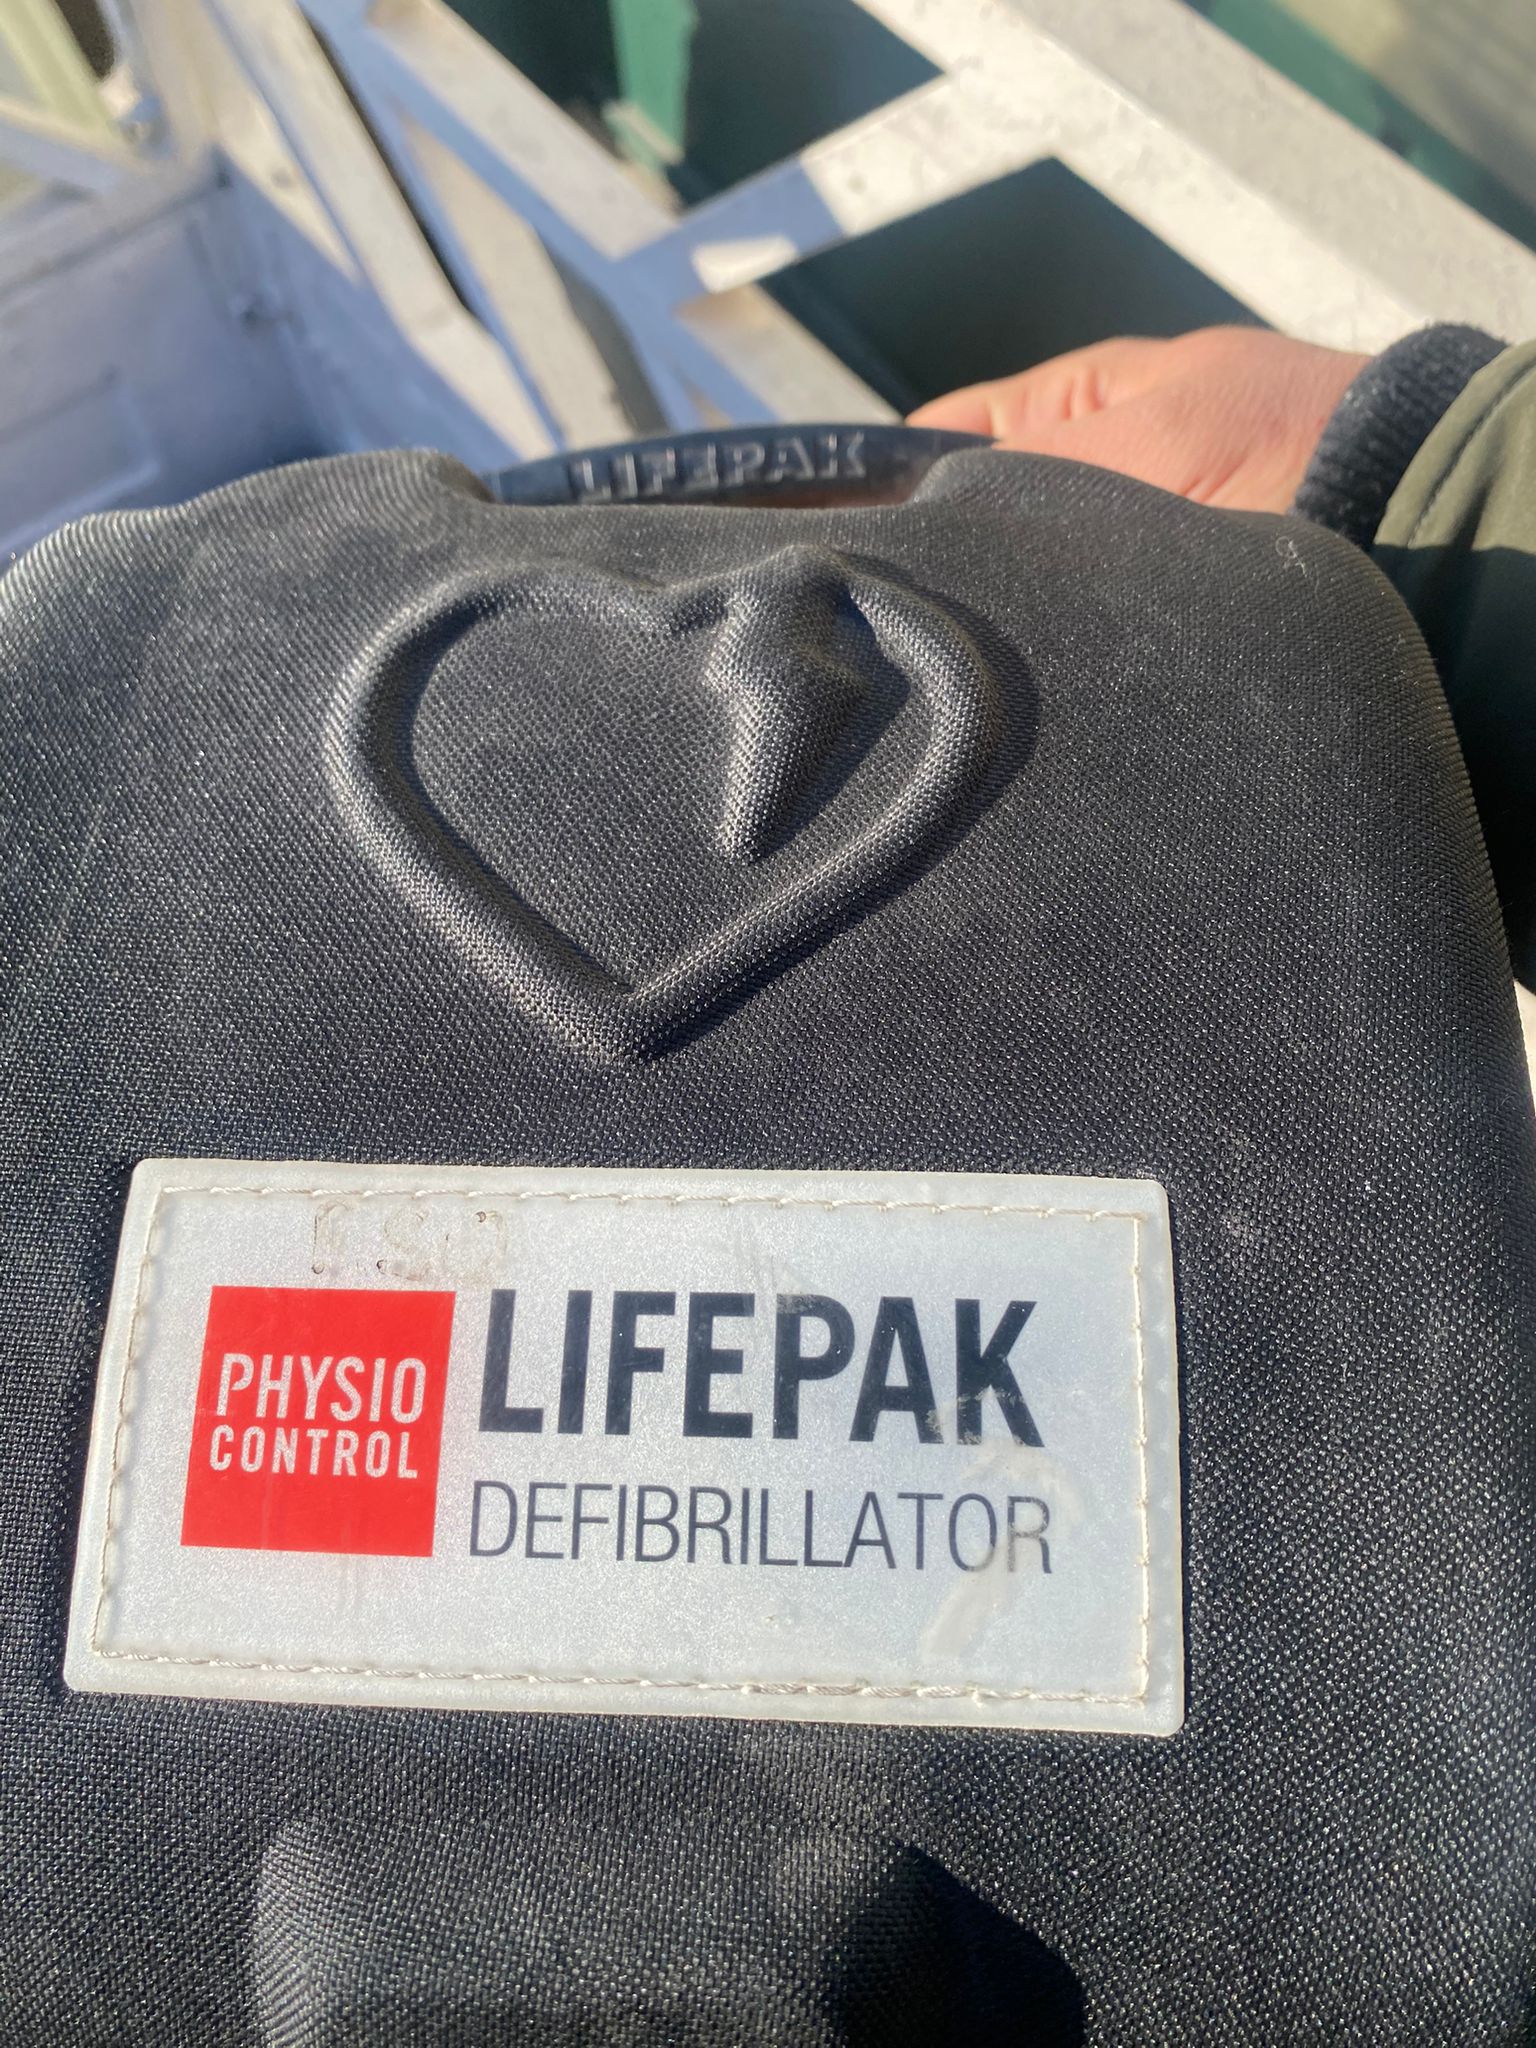 LIFEPAK
PHYSIO
CONTROL
LIFEPAK
DEFIBRILLATOR